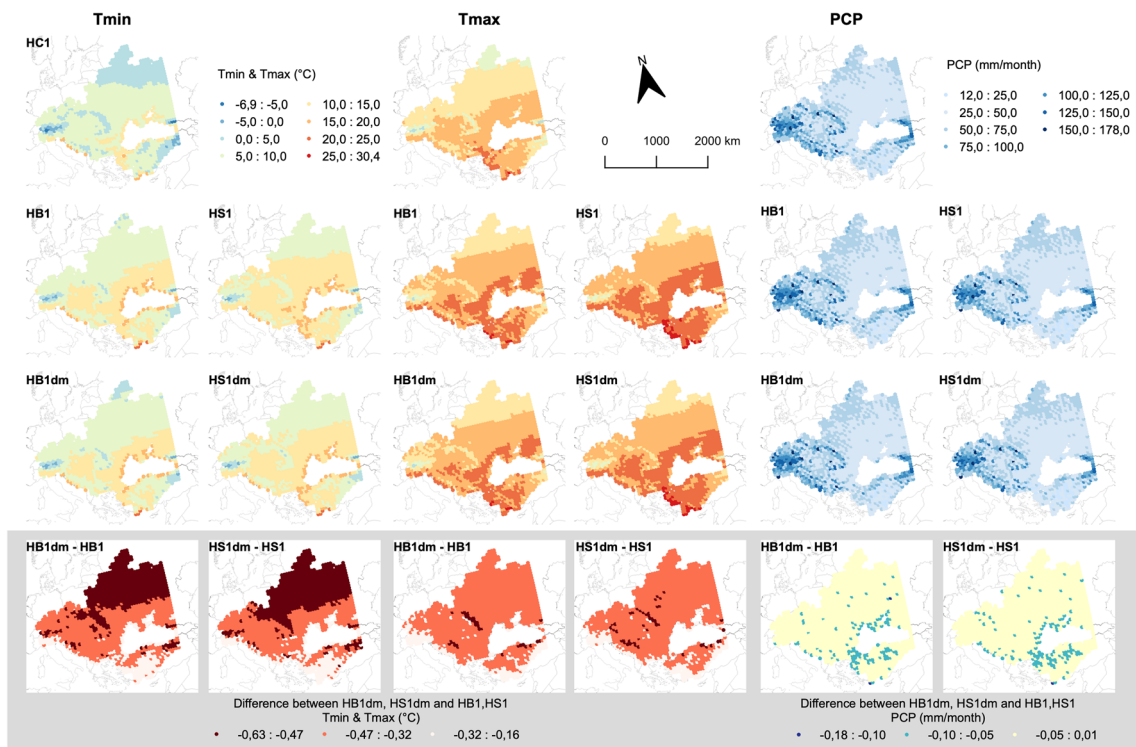 Tmin Tmax PCP
HC1
Tmin & Tmax (°C)
-6,9 : -5,0 10,0 : 15,0
-5,0 : 0,0 15,0 : 20,0
0,0 : 5,0 20,0 : 25,0
5,0 : 10,0 25,0 : 30,4
N
0 1000 2000 km
PCP (mm/month)
12,0 : 25,0 100,0 : 125,0
25,0 : 50,0 125,0 : 150,0
50,0 : 75,0 150,0 : 178,0
75,0 : 100,0
HB1 HS1 HB1 HS1 HB1 HS1
HB1dm HS1dm HB1dm HS1dm HB1dm HS1dm
HB1dm - HB1 HS1dm - HS1 HB1dm - HB1 HS1dm - HS1 HB1dm - HB1 HS1dm - HS1
Difference between HB1dm, HS1dm and HB1,HS1
Tmin & Tmax (°C)
-0,63 : -0,47 -0,47 : -0,32 -0,32 : -0,16
Difference between HB1dm, HS1dm and HB1,HS1
PCP (mm/month)
-0,18 : -0,10 -0,10 : -0,05 -0,05 : 0,01